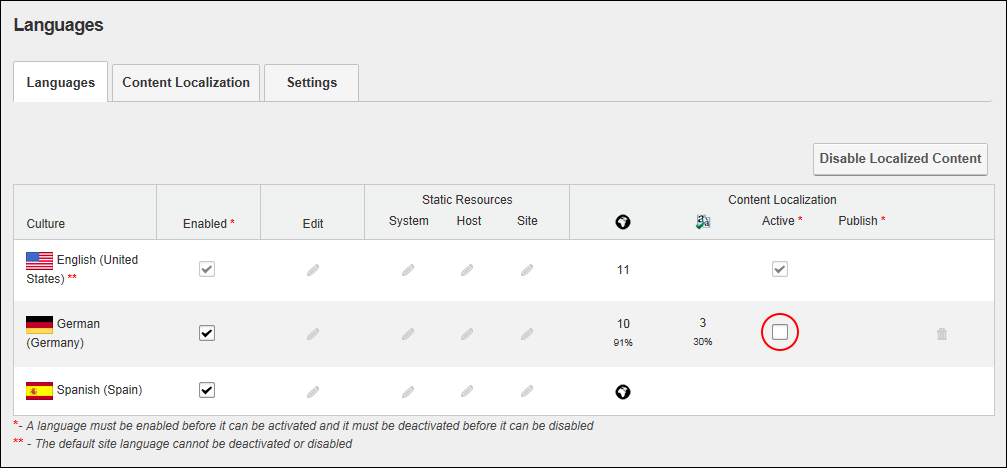 Languages
Languages
Content Localization
Settings
Disable Localized Content
Static Resources
Content Localization
Culture
Enabled *
Edit
System
Host
Site
Active *
Publish *
English (United
States) **
11
German
(Germany)
10
91%
3
30%
Spanish (Spain)
*- A language must be enabled before it can be activated and it must be deactivated before it can be disabled
** - The default site language cannot be deactivated or disabled